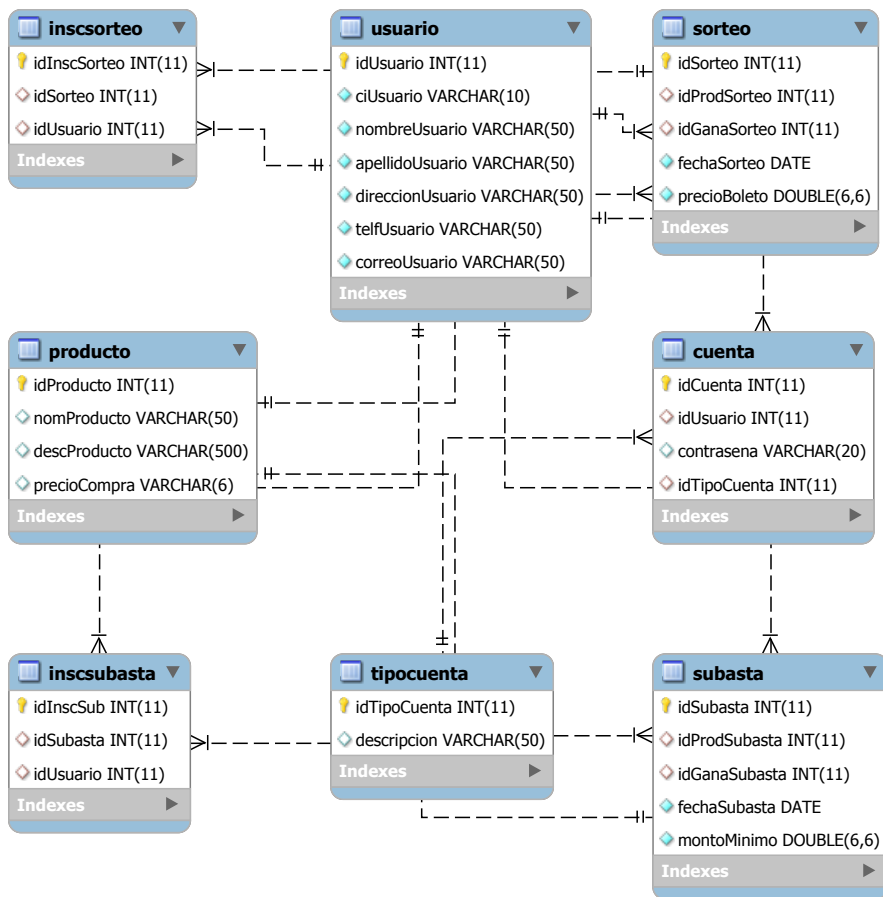 inscsorteo
idInscSorteo INT(11)
idSorteo INT(11)
idUsuario INT(11)
Indexes
usuario
idUsuario INT(11)
ciUsuario VARCHAR(10)
nombreUsuario VARCHAR(50)
apellidoUsuario VARCHAR(50)
direccionUsuario VARCHAR(50)
telfUsuario VARCHAR(50)
correoUsuario VARCHAR(50)
Indexes
sorteo
idSorteo INT(11)
idProdSorteo INT(11)
idGanaSorteo INT(11)
fechaSorteo DATE
precioBoleto DOUBLE(6,6)
Indexes
producto
idProducto INT(11)
nomProducto VARCHAR(50)
descProducto VARCHAR(500)
precioCompra VARCHAR(6)
Indexes
cuenta
idCuenta INT(11)
idUsuario INT(11)
contrasena VARCHAR(20)
idTipoCuenta INT(11)
Indexes
inscsubasta
idInscSub INT(11)
idSubasta INT(11)
idUsuario INT(11)
Indexes
tipocuenta
idTipoCuenta INT(11)
descripcion VARCHAR(50)
Indexes
subasta
idSubasta INT(11)
idProdSubasta INT(11)
idGanaSubasta INT(11)
fechaSubasta DATE
montoMinimo DOUBLE(6,6)
Indexes